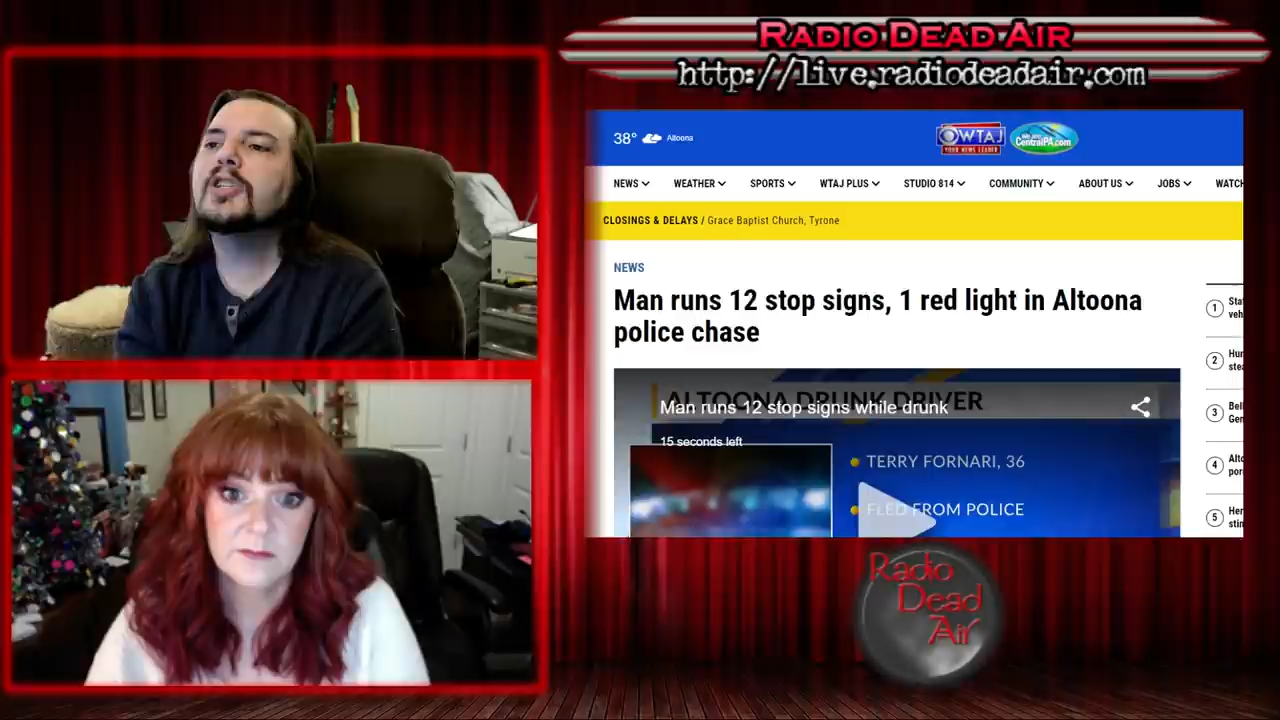 RADIO DEAD AIR
http://live.radiodeadair.com
38° Altoona
WTAJ
YOUR NEWS LEADER
CentralPA.com
NEWS WEATHER SPORTS WTAJ PLUS STUDIO 814 COMMUNITY ABOUT US JOBS WATCH
CLOSINGS & DELAYS / Grace Baptist Church, Tyrone
NEWS
Man runs 12 stop signs, 1 red light in Altoona
police chase
1
2
3
4
5
ALTOONA DRUNK DRIVER
Man runs 12 stop signs while drunk
15 seconds left
TERRY FORNARI, 36
FLED FROM POLICE
Radio
Dead
Air